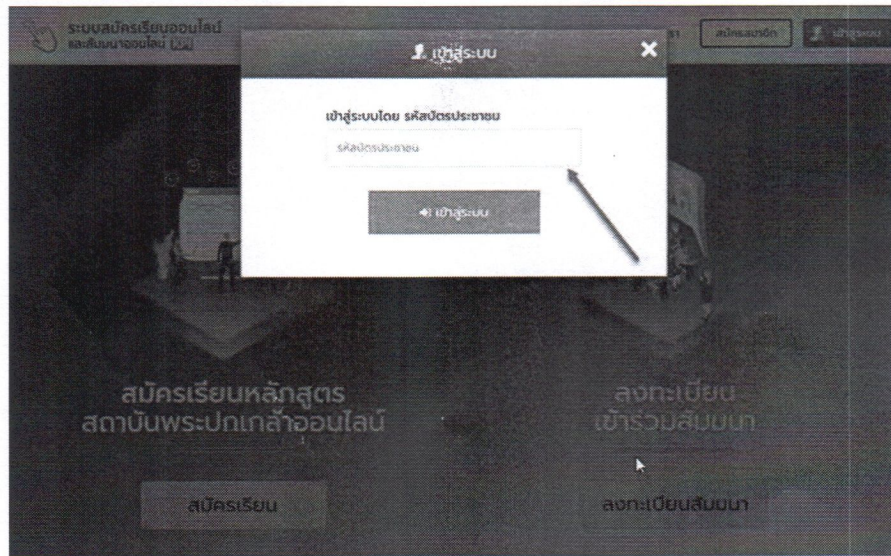 ระบบสมัครเรียนออนไลน์
และสัมมนาออนไลน์
สมัครสมาชิก
เข้าสู่ระบบ
เข้าสู่ระบบ
เข้าสู่ระบบโดย รหัสบัตรประชาชน
รหัสบัตรประชาชน
เข้าสู่ระบบ
สมัครเรียนหลักสูตร
สถาบันพระปกเกล้าออนไลน์
สมัครเรียน
ลงทะเบียน
เข้าร่วมสัมมนา
ลงทะเบียนสัมมนา